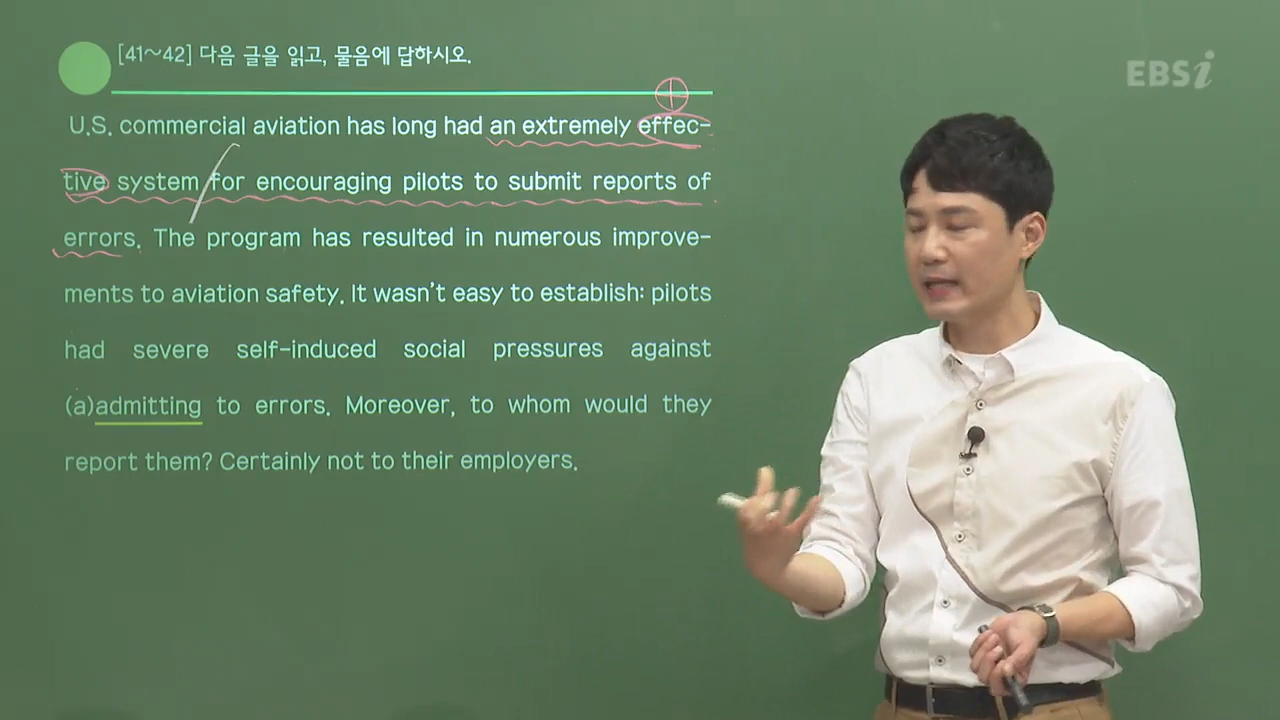 [41~42] 다음 글을 읽고, 물음에 답하시오.
EBSi
U.S. commercial aviation has long had an extremely effec-
tive system for encouraging pilots to submit reports of
errors. The program has resulted in numerous improve-
ments to aviation safety. It wasn't easy to establish: pilots
had severe self-induced social pressures against
(a)admitting to errors. Moreover, to whom would they
report them? Certainly not to their employers.